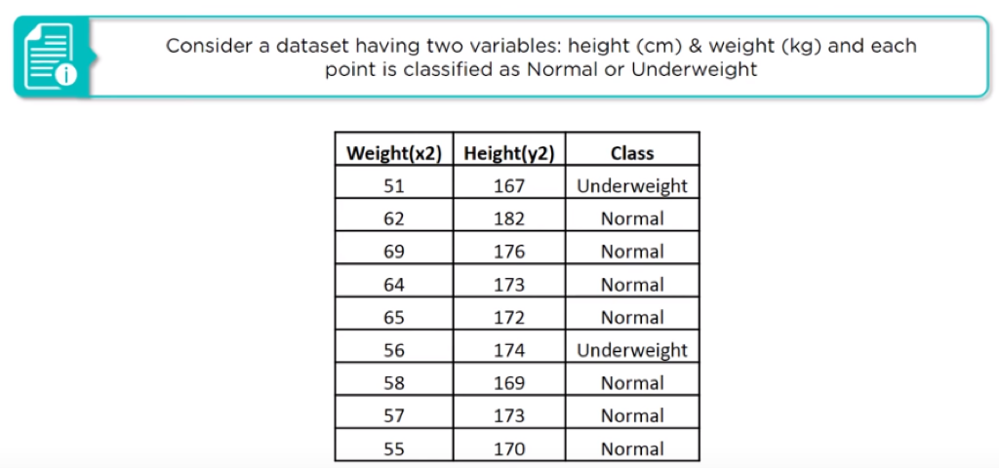 Consider a dataset having two variables: height (cm) & weight (kg) and each
point is classified as Normal or Underweight
i
Weight(x2) Height(y2) Class
51 167 Underweight
62 182 Normal
69 176 Normal
64 173 Normal
65 172 Normal
56 174 Underweight
58 169 Normal
57 173 Normal
55 170 Normal